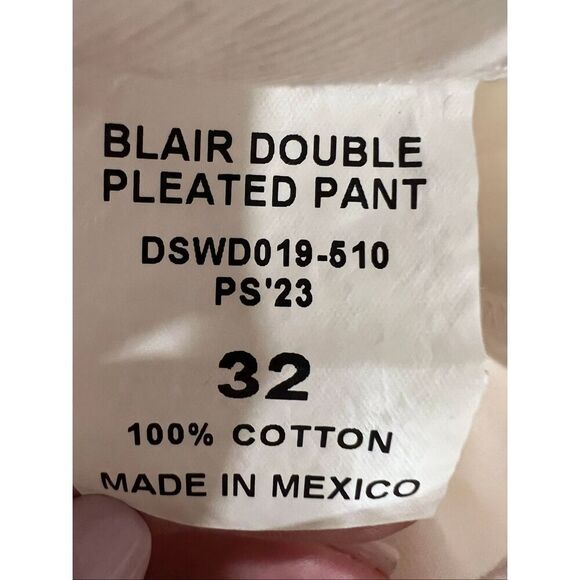 BLAIR DOUBLE
PLEATED PANT
DSWD019-510
PS'23
32
100% COTTON
MADE IN MEXICO